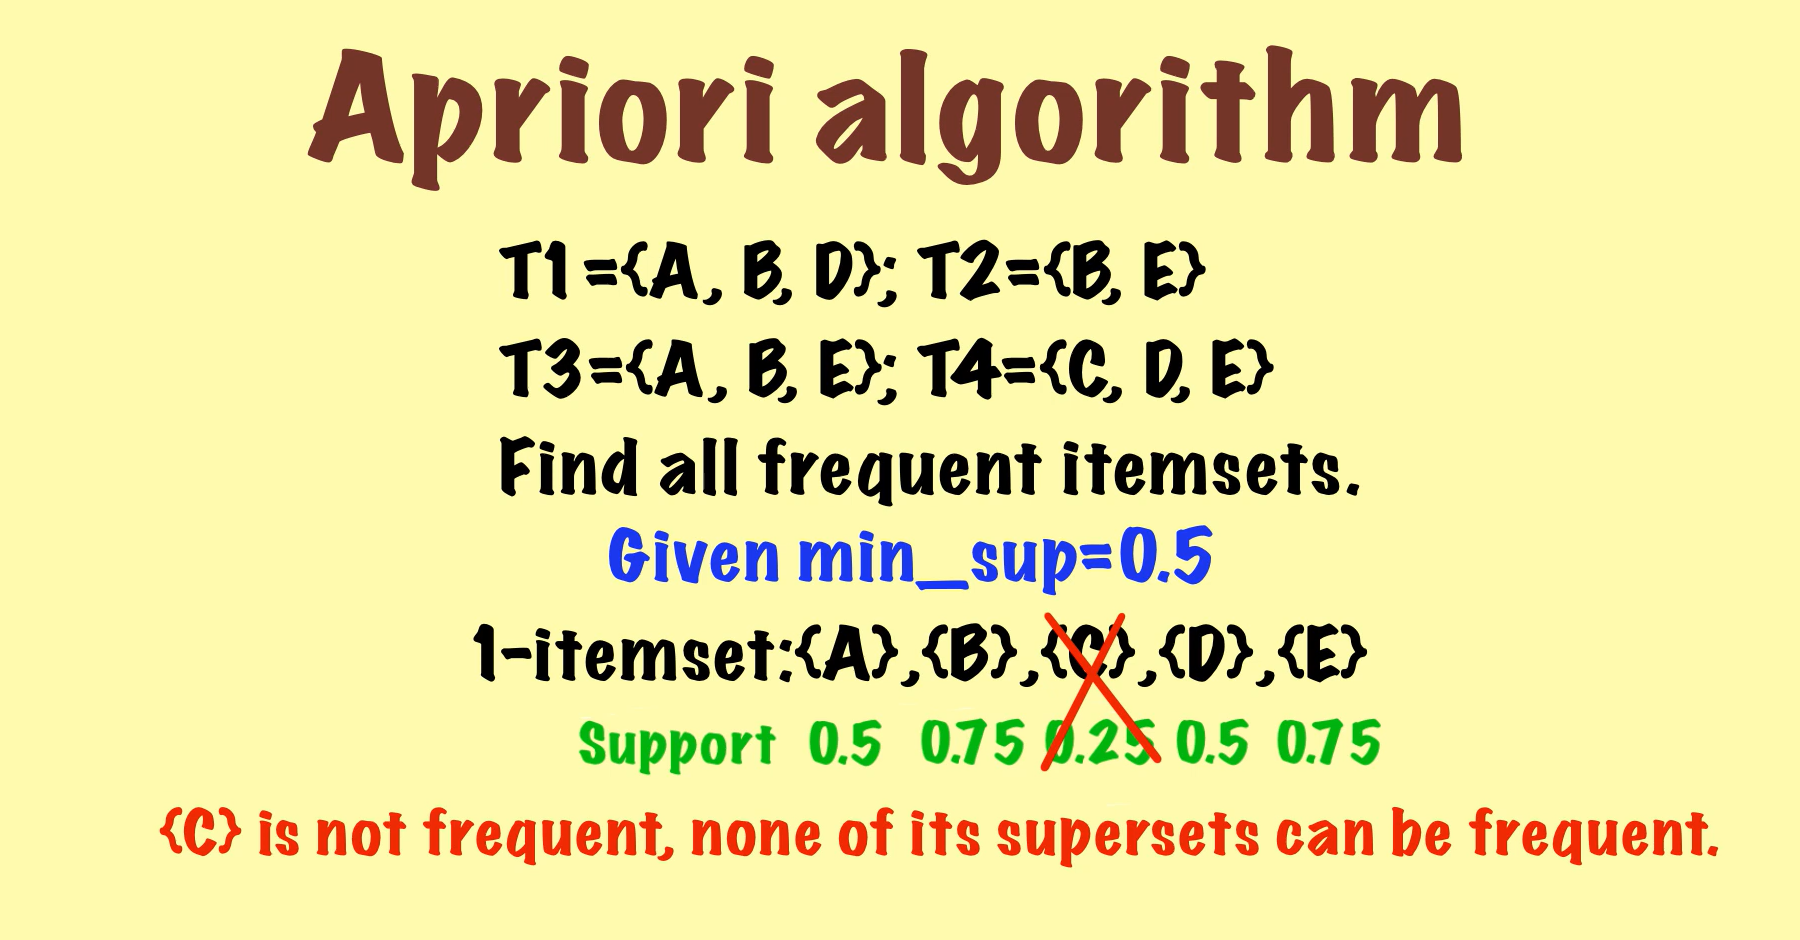 Apriori algorithm
T1={A, B, D}; T2={B, E}
T3={A, B, E}; T4={C, D, E}
Find all frequent itemsets.
Given min_sup=0.5
1-itemset:{A},{B},{C},{D},{E}
Support 0.5 0.75 0.25 0.5 0.75
{C} is not frequent, none of its supersets can be frequent.